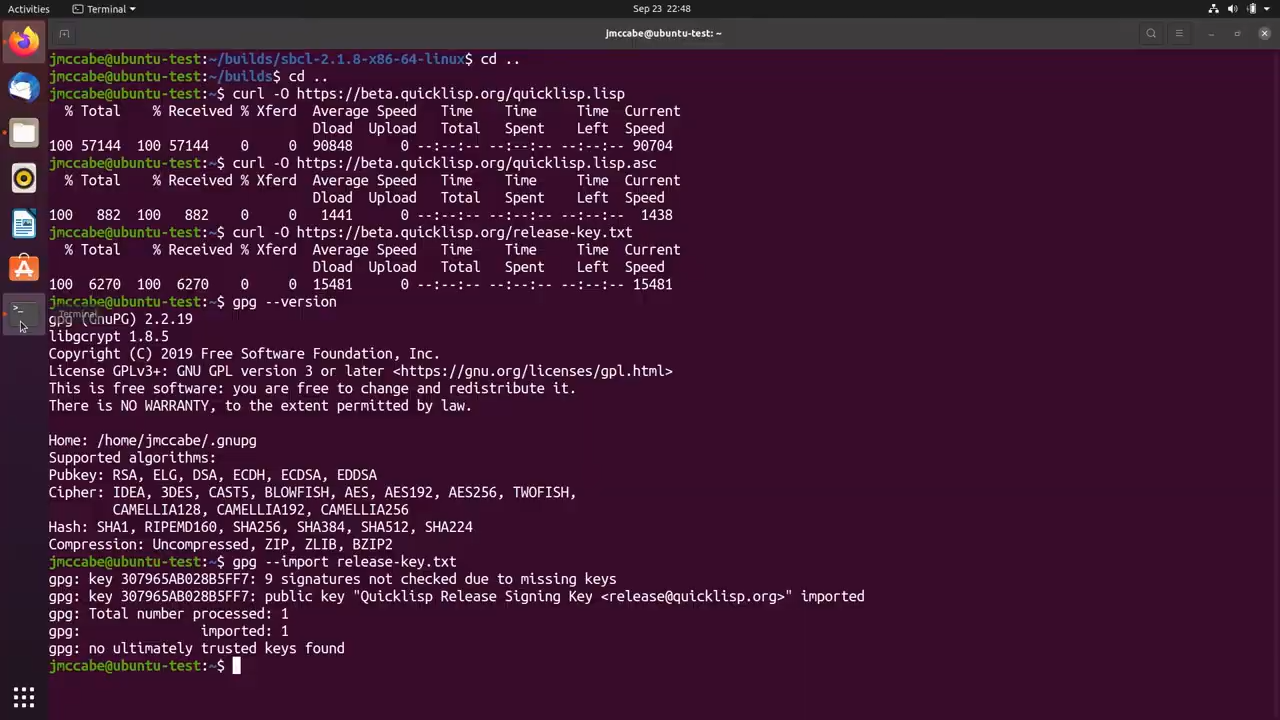 Activities
Terminal
Sep 23 22:48
jmccabe@ubuntu-test: ~
jmccabe@ubuntu-test:~/builds/sbcl-2.1.8-x86-64-linux$ cd ..
jmccabe@ubuntu-test:~/builds$ cd ..
jmccabe@ubuntu-test:~$ curl -O https://beta.quicklisp.org/quicklisp.lisp
  % Total    % Received % Xferd  Average Speed   Time    Time     Time  Current
                                 Dload  Upload   Total   Spent    Left  Speed
100 57144  100 57144    0     0  90848      0 --:--:-- --:--:-- --:--:-- 90704
jmccabe@ubuntu-test:~$ curl -O https://beta.quicklisp.org/quicklisp.lisp.asc
  % Total    % Received % Xferd  Average Speed   Time    Time     Time  Current
                                 Dload  Upload   Total   Spent    Left  Speed
100   882  100   882    0     0   1441      0 --:--:-- --:--:-- --:--:--  1438
jmccabe@ubuntu-test:~$ curl -O https://beta.quicklisp.org/release-key.txt
  % Total    % Received % Xferd  Average Speed   Time    Time     Time  Current
                                 Dload  Upload   Total   Spent    Left  Speed
100  6270  100  6270    0     0  15481      0 --:--:-- --:--:-- --:--:-- 15481
jmccabe@ubuntu-test:~$ gpg --version
Terminal
gpg (GnuPG) 2.2.19
libgcrypt 1.8.5
Copyright (C) 2019 Free Software Foundation, Inc.
License GPLv3+: GNU GPL version 3 or later <https://gnu.org/licenses/gpl.html>
This is free software: you are free to change and redistribute it.
There is NO WARRANTY, to the extent permitted by law.
Home: /home/jmccabe/.gnupg
Supported algorithms:
Pubkey: RSA, ELG, DSA, ECDH, ECDSA, EDDSA
Cipher: IDEA, 3DES, CAST5, BLOWFISH, AES, AES192, AES256, TWOFISH,
        CAMELLIA128, CAMELLIA192, CAMELLIA256
Hash: SHA1, RIPEMD160, SHA256, SHA384, SHA512, SHA224
Compression: Uncompressed, ZIP, ZLIB, BZIP2
jmccabe@ubuntu-test:~$ gpg --import release-key.txt
gpg: key 307965AB028B5FF7: 9 signatures not checked due to missing keys
gpg: key 307965AB028B5FF7: public key "Quicklisp Release Signing Key <release@quicklisp.org>" imported
gpg: Total number processed: 1
gpg:               imported: 1
gpg: no ultimately trusted keys found
jmccabe@ubuntu-test:~$